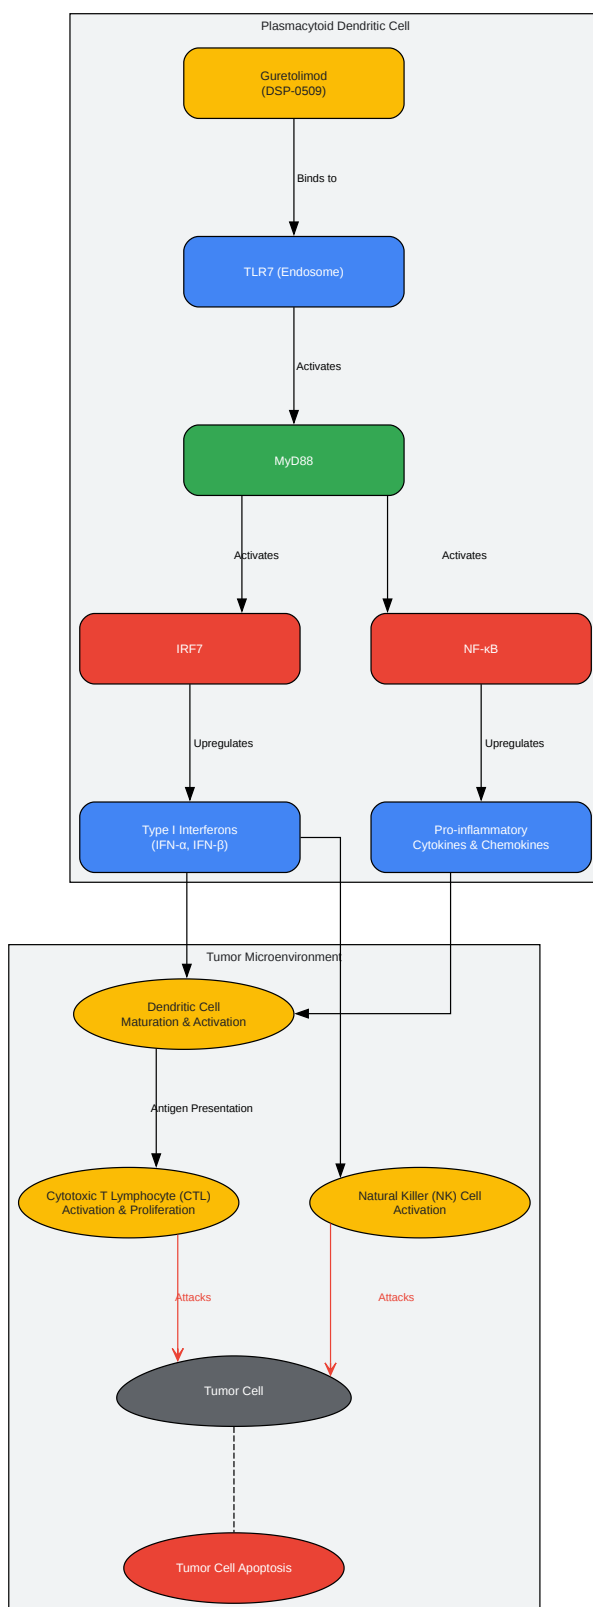 Plasmacytoid Dendritic Cell
Guretolimod
(DSP-0509)
Binds to
TLR7 (Endosome)
Activates
MyD88
Activates
Activates
IRF7
NF-κB
Upregulates
Upregulates
Type I Interferons
(IFN-α, IFN-β)
Pro-inflammatory
Cytokines & Chemokines
Tumor Microenvironment
Dendritic Cell
Maturation & Activation
Antigen Presentation
Cytotoxic T Lymphocyte (CTL)
Activation & Proliferation
Natural Killer (NK) Cell
Activation
Attacks
Attacks
Tumor Cell
Tumor Cell Apoptosis